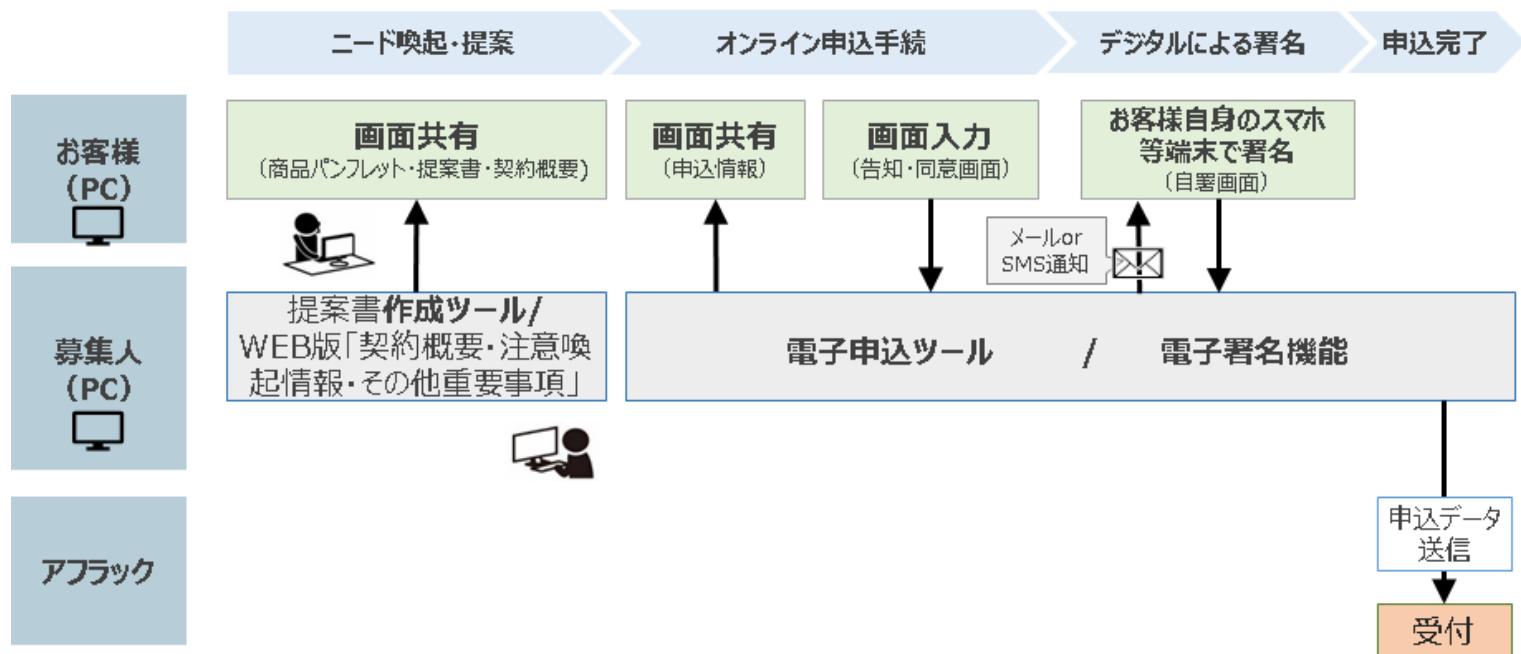 ニード喚起・提案
オンライン申込手続
デジタルによる署名
申込完了
お客様
（PC）
画面共有
（商品パンフレット・提案書・契約概要)
画面共有
（申込情報）
画面入力
（告知・同意画面）
お客様自身のスマホ
等端末で署名
（自署画面）
メールor
SMS通知
募集人
（PC）
提案書作成ツール/
WEB版「契約概要・注意喚
起情報・その他重要事項」
電子申込ツール / 電子署名機能
アフラック
申込データ
送信
受付